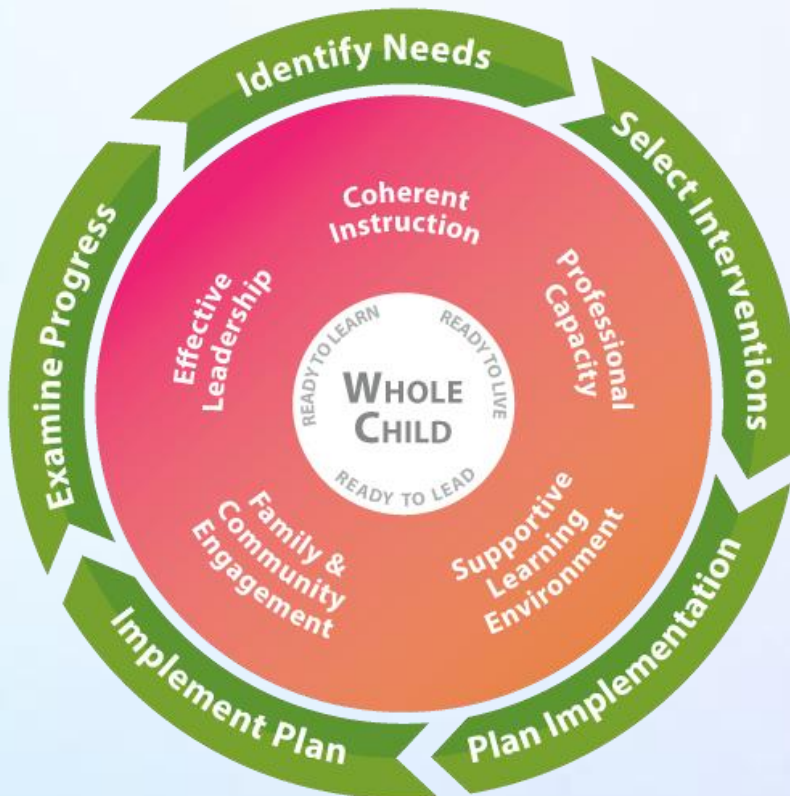 Identify Needs
Select Interventions
Plan Implementation
Implement Plan
Examine Progress
Coherent
Instruction
Professional
Capacity
Supportive
Learning
Environment
Family &
Community
Engagement
Effective
Leadership
READY TO LEARN
READY TO LIVE
READY TO LEAD
WHOLE
CHILD